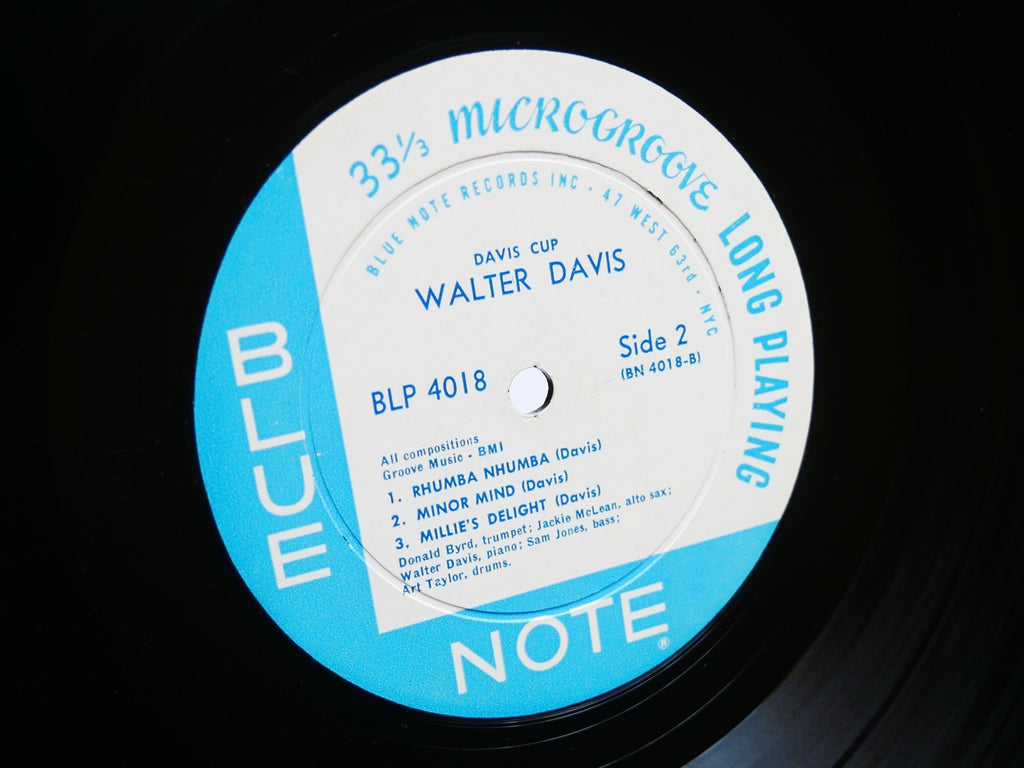 33⅓ MICROGROOVE LONG PLAYING
BLUE NOTE RECORDS INC · 47 WEST 63rd · NYC
DAVIS CUP
WALTER DAVIS
Side 2
(BN 4018-B)
BLP 4018
All compositions
Groove Music - BMI
1. RHUMBA NHUMBA (Davis)
2. MINOR MIND (Davis)
3. MILLIE'S DELIGHT (Davis)
Donald Byrd, trumpet; Jackie McLean, alto sax;
Walter Davis, piano; Sam Jones, bass;
Art Taylor, drums.
BLUE
NOTE®